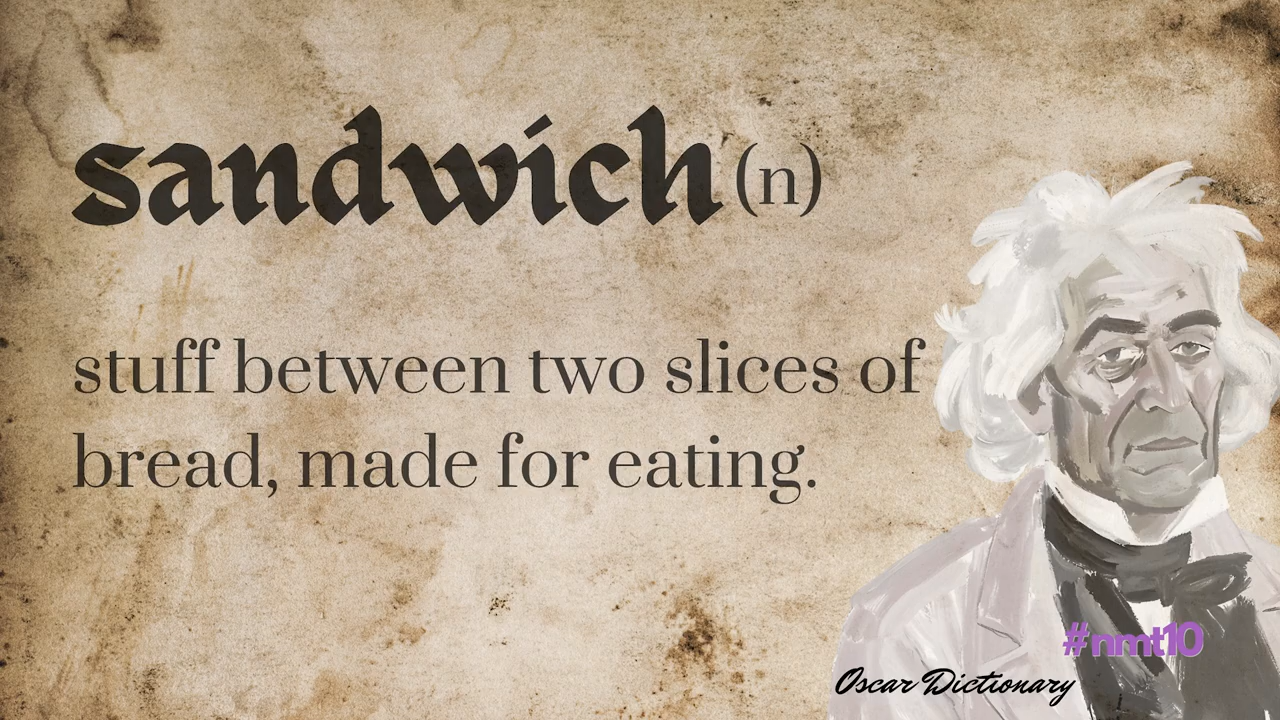 sandwich (n)
stuff between two slices of
bread, made for eating.
#nmt10
Oscar Dictionary